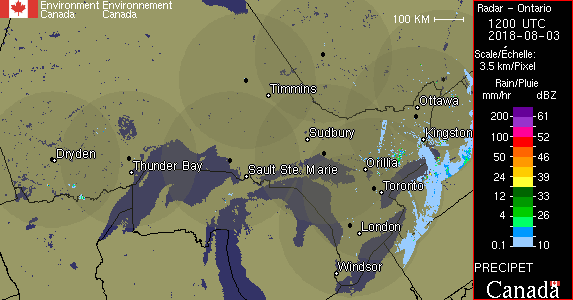 Environment Environnement
Canada Canada
Radar - Ontario
1200 UTC
2018-08-03
100 KM
Scale/Échelle:
3.5 km/Pixel
Rain/Pluie
mm/hr dBZ
200 61
100 52
50 46
24 39
12 33
4 26
0.1 10
Timmins
Ottawa
Sudbury
Kingston
Dryden
Thunder Bay
Sault Ste. Marie
Orillia
Toronto
London
Windsor
PRECIPET
Canada